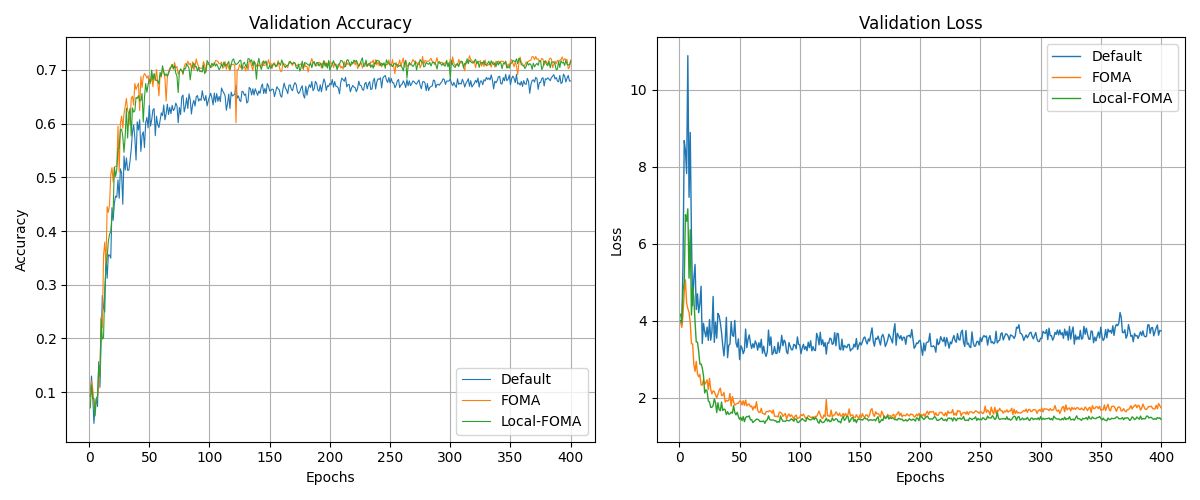 Validation Accuracy
Accuracy
0.7
0.6
0.5
0.4
0.3
0.2
0.1
0
50
100
150
200
250
300
350
400
Epochs
Default
FOMA
Local-FOMA
Validation Loss
Loss
10
8
6
4
2
0
50
100
150
200
250
300
350
400
Epochs
Default
FOMA
Local-FOMA